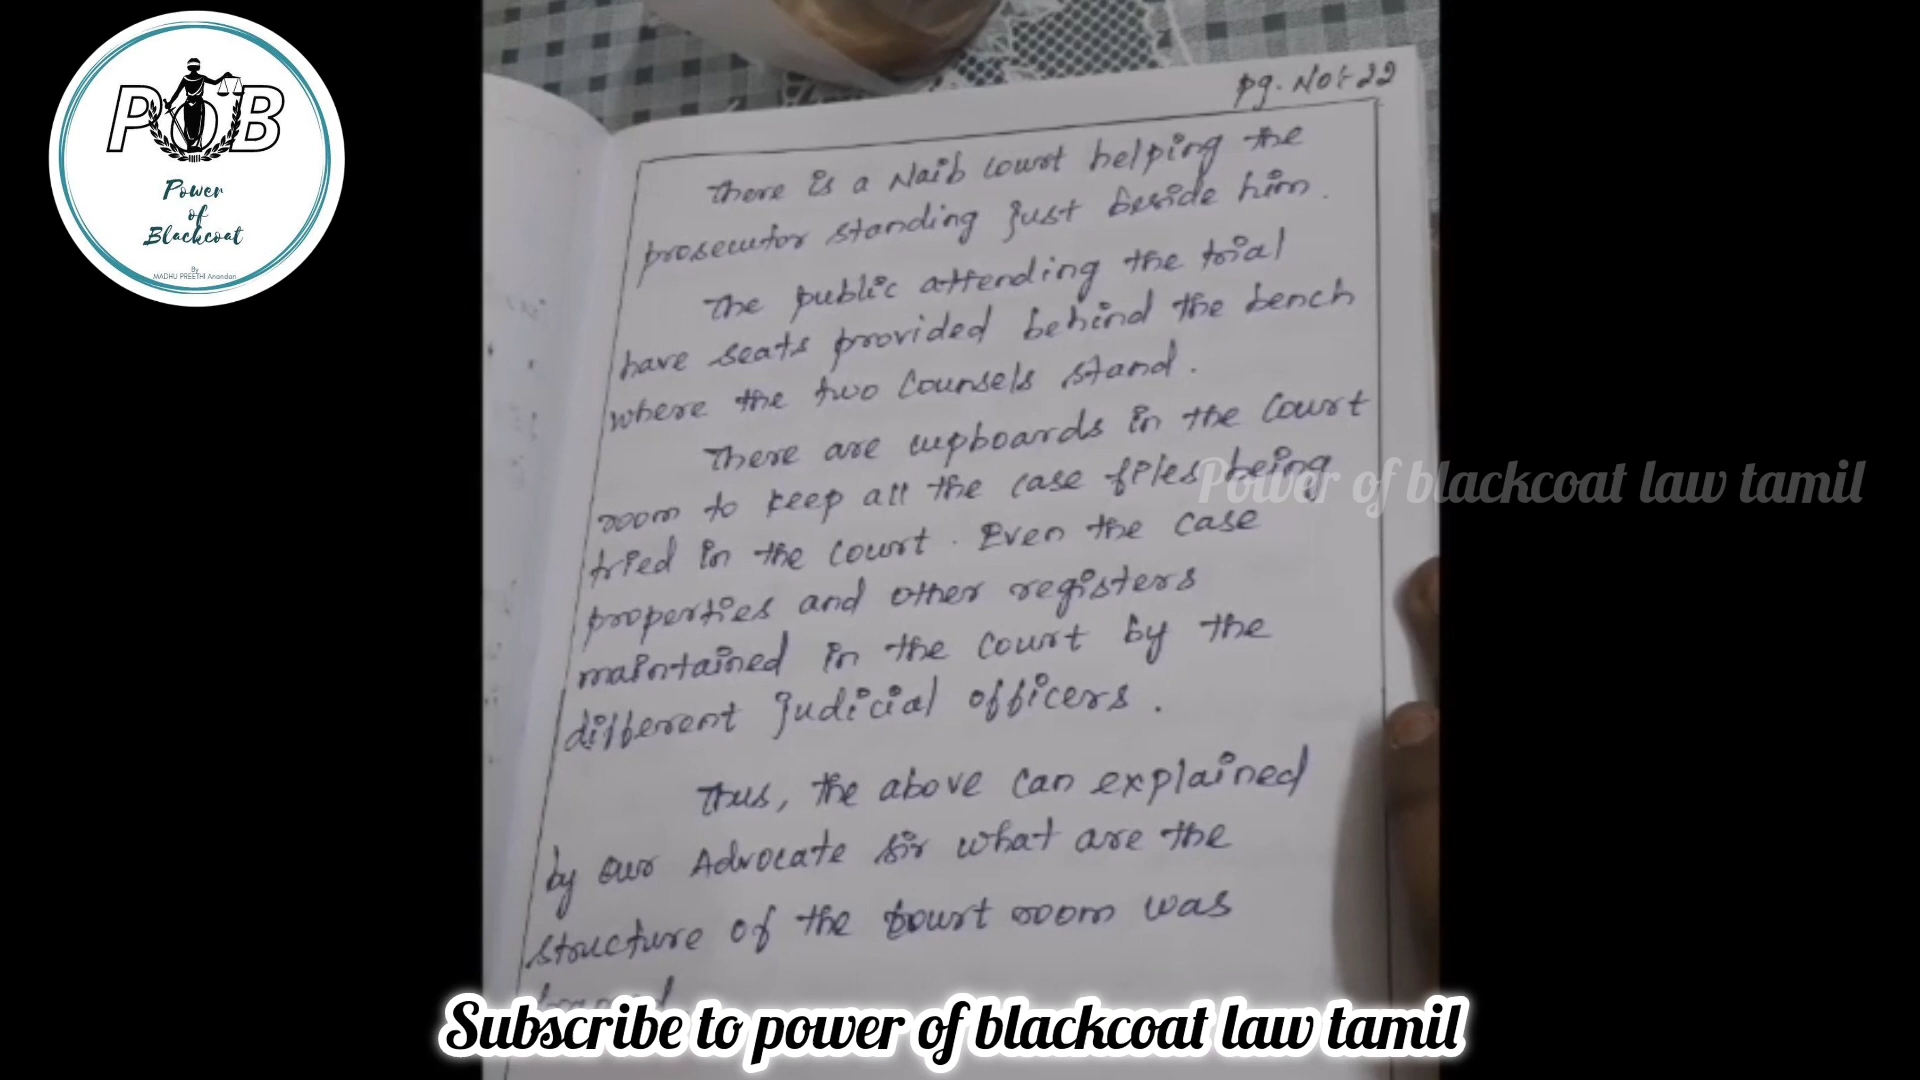 POB
Power
of
Blackcoat
By
MADHU PREETHI Anandan
pg. No:- 22
There is a Naib Court helping the
prosecutor standing just beside him.
The public attending the trial
have seats provided behind the bench
where the two Counsels stand.
There are cupboards in the Court
room to keep all the case files being
tried in the court. Even the case
properties and other registers
maintained in the court by the
different judicial officers.
Thus, the above can explained
by our Advocate sir what are the
structure of the court room was
Power of blackcoat law tamil
Subscribe to power of blackcoat law tamil